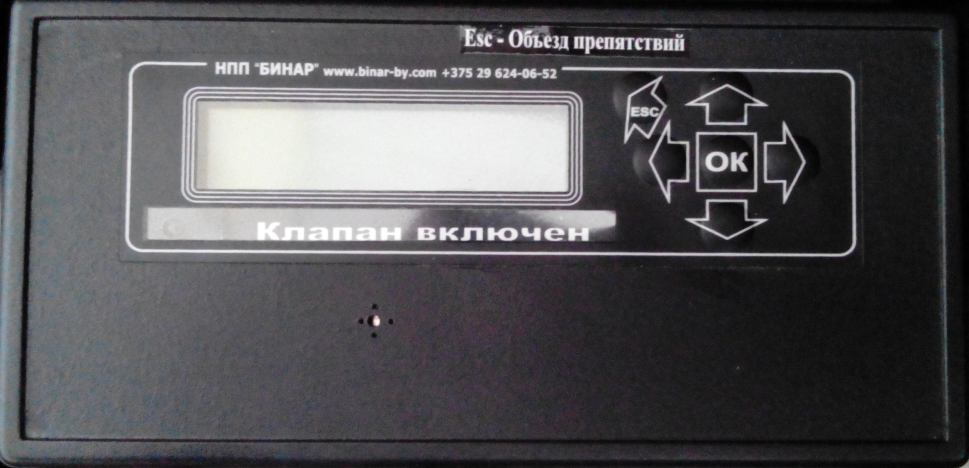 Esc - Объезд препятствий
НПП "БИНАР" www.binar-by.com +375 29 624-06-52
ESC
OK
Клапан включен